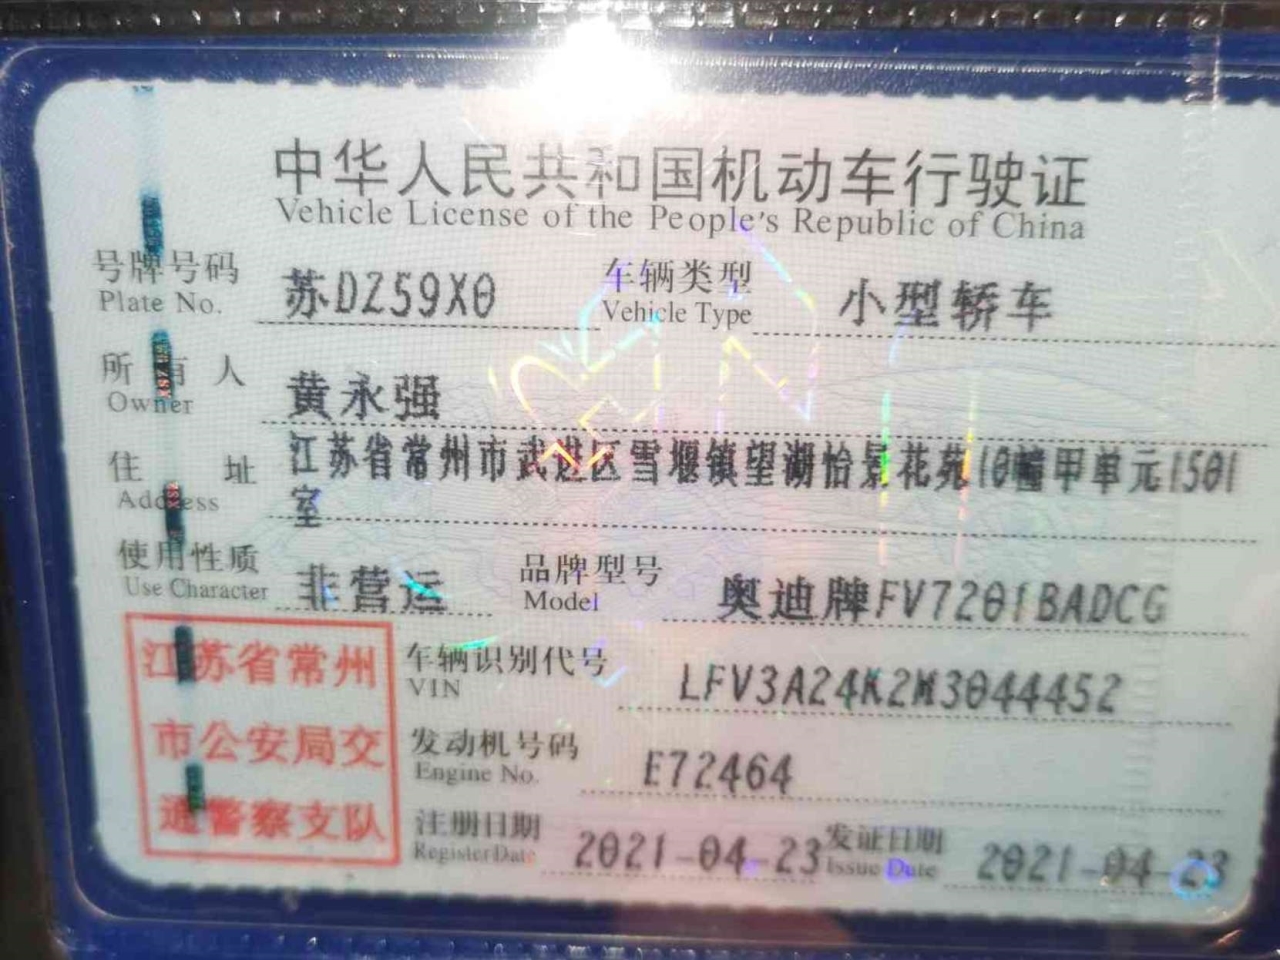 中华人民共和国机动车行驶证
Vehicle License of the People's Republic of China
号牌号码 苏DZ59X0 车辆类型 小型轿车
Plate No. Vehicle Type
所有人 黄永强
Owner
住址 江苏省常州市武进区雪堰镇望湖怡景花苑10幢甲单元1501
Address 室
使用性质 非营运 品牌型号 奥迪牌FV7201BADCG
Use Character Model
江苏省常州
市公安局交
通警察支队
车辆识别代号 LFV3A24K2M3044452
VIN
发动机号码 E72464
Engine No.
注册日期 2021-04-23 发证日期 2021-04-23
Register Date Issue Date